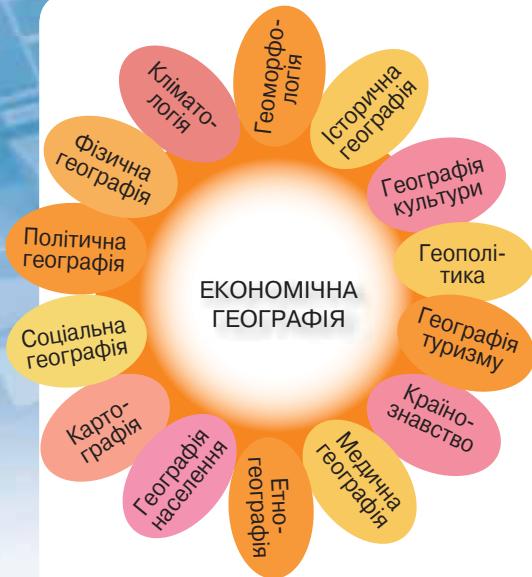 Геоморфо-
логія
Історична
географія
Географія
культури
Геополі-
тика
Географія
туризму
Країно-
знавство
Медична
географія
Етно-
географія
Географія
населення
Карто-
графія
Соціальна
географія
Політична
географія
Фізична
географія
Клімато-
логія
ЕКОНОМІЧНА
ГЕОГРАФІЯ